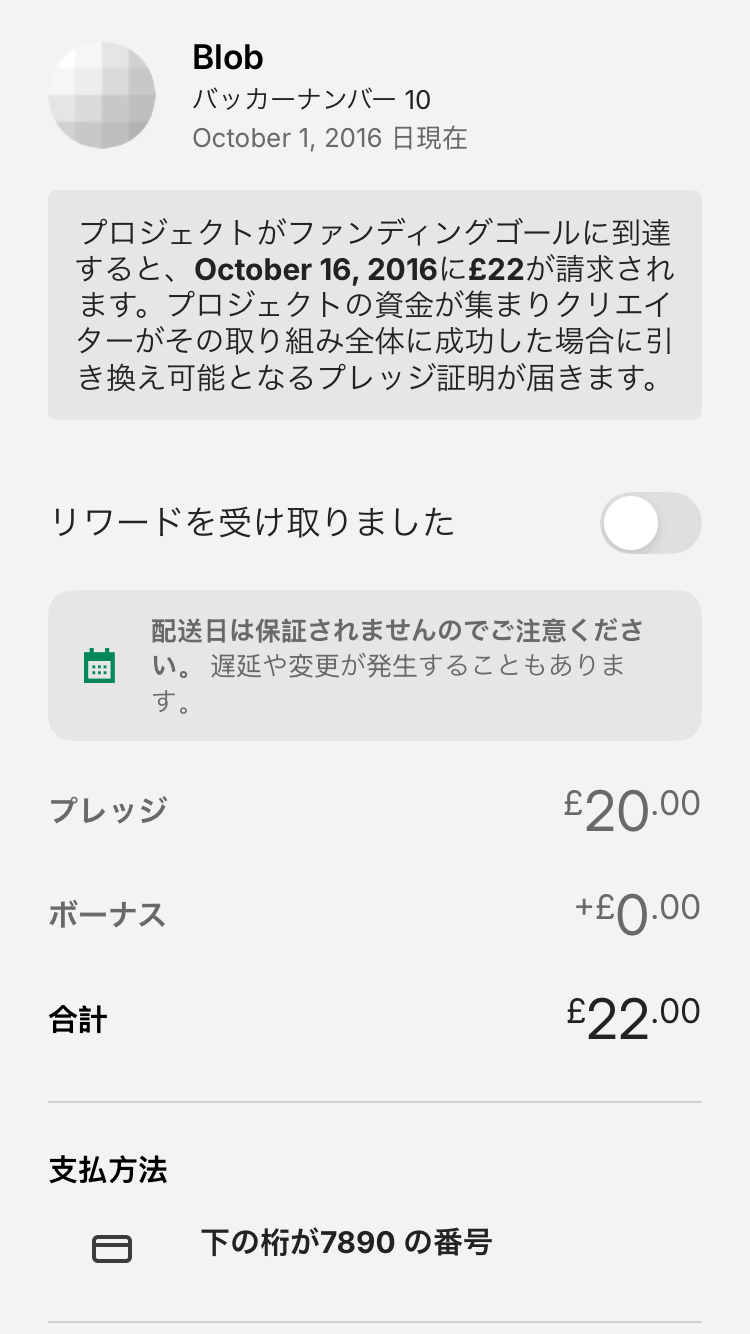 Blob
バッカーナンバー 10
October 1, 2016 日現在
プロジェクトがファンディングゴールに到達
すると、October 16, 2016に£22が請求され
ます。プロジェクトの資金が集まりクリエイ
ターがその取り組み全体に成功した場合に引
き換え可能となるプレッジ証明が届きます。
リワードを受け取りました
配送日は保証されませんのでご注意くださ
い。 遅延や変更が発生することもありま
す。
プレッジ £20.00
ボーナス +£0.00
合計 £22.00
支払方法
下の桁が7890 の番号